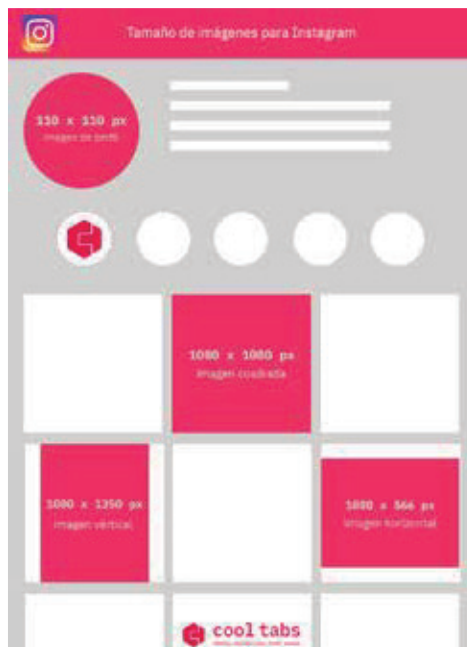 Tamaño de imágenes para Instagram
110 x 110 px
imagen de perfil
1080 x 1080 px
imagen cuadrada
1080 x 1350 px
imagen vertical
1080 x 566 px
imagen horizontal
cool tabs